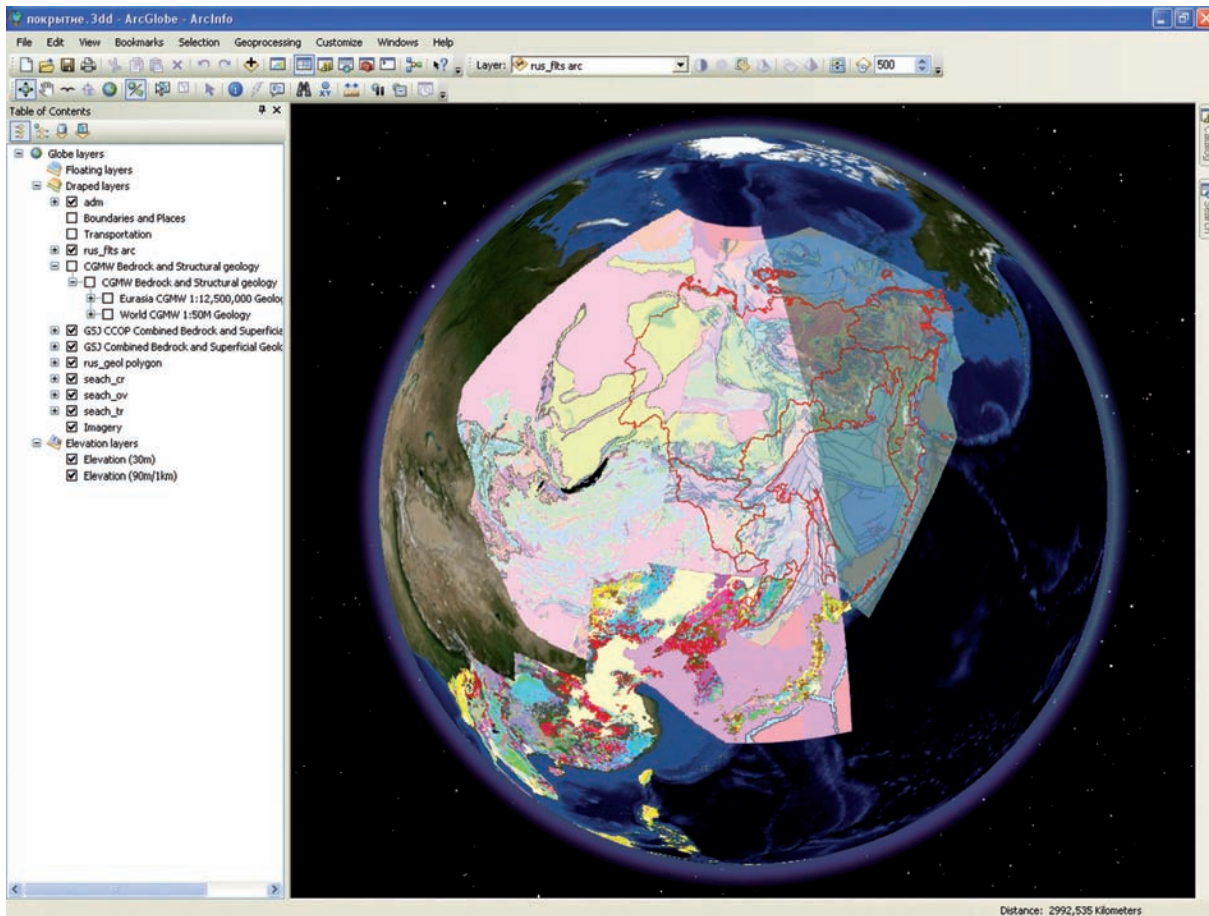 покрытие.3dd - ArcGlobe - ArcInfo
File Edit View Bookmarks Selection Geoprocessing Customize Windows Help
Layer: rus_flts arc 500
Table of Contents
Globe layers
Floating layers
Draped layers
adm
Boundaries and Places
Transportation
rus_flts arc
CGMW Bedrock and Structural geology
CGMW Bedrock and Structural geology
Eurasia CGMW 1:12,500,000 Geolo
World CGMW 1:50M Geology
GSJ CCOP Combined Bedrock and Superficia
GSJ Combined Bedrock and Superficial Geol
rus_geol polygon
seach_cr
seach_ov
seach_tr
Imagery
Elevation layers
Elevation (30m)
Elevation (90m/1km)
Catalog
Search
Distance: 2992,535 Kilometers